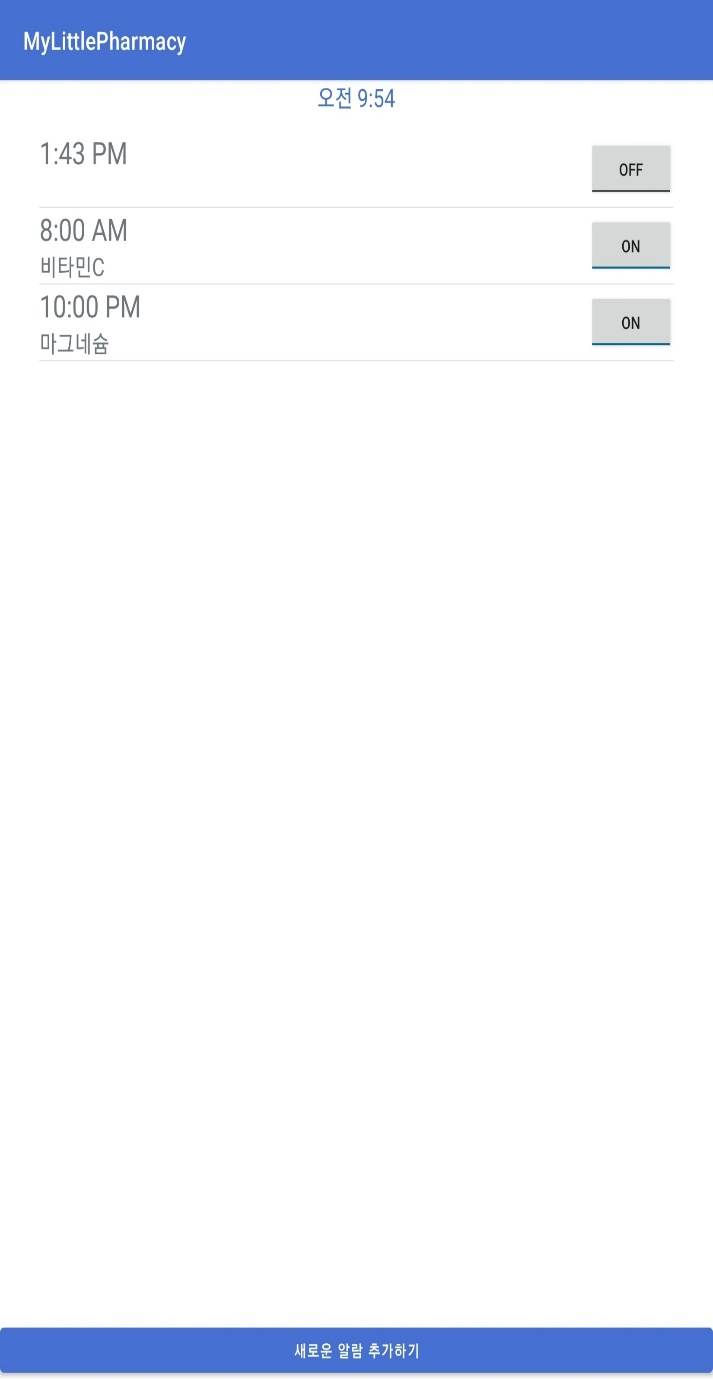 MyLittlePharmacy
오전 9:54
1:43 PM
OFF
8:00 AM
비타민C
ON
10:00 PM
마그네슘
ON
새로운 알람 추가하기